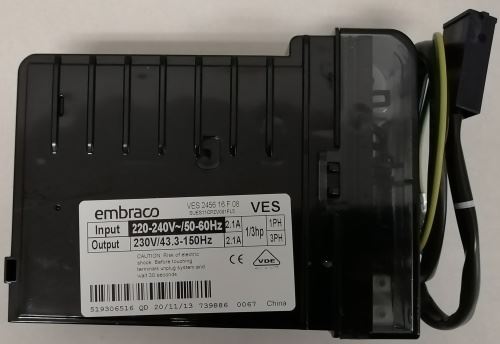 VES 2456 16 F 08
embraco
VES
Input 220-240V~/50-60Hz 2.1A 1/3hp 1PH
Output 230V/43.3-150Hz 2.1A 3PH
CAUTION: Risk of electric
shock. Before touching
terminals unplug system and
wait 30 seconds
CE
VDE
519306516 QD 20/11/13 739886 0067 China